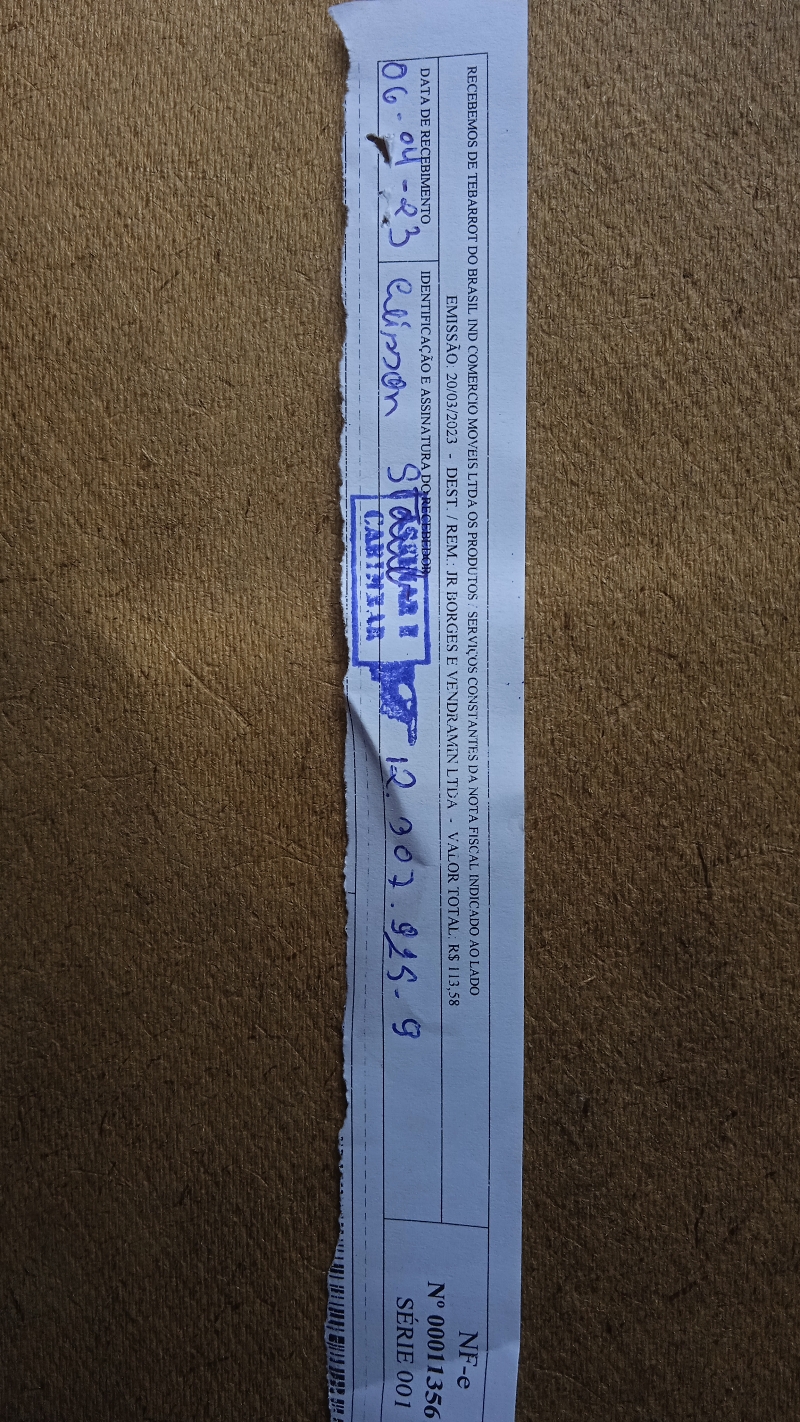 RECEBEMOS DE TEBARROT DO BRASIL IND COMERCIO MOVEIS LTDA OS PRODUTOS / SERVIÇOS CONSTANTES DA NOTA FISCAL INDICADO AO LADO
EMISSÃO: 20/03/2023 - DEST. / REM.: JR BORGES E VENDRAMIN LTDA - VALOR TOTAL: R$ 113,58
DATA DE RECEBIMENTO
06-04-23
IDENTIFICAÇÃO E ASSINATURA DO RECEBEDOR
12.307.915-9
CARIMBAR
NF-e
Nº 00011356
SÉRIE 001